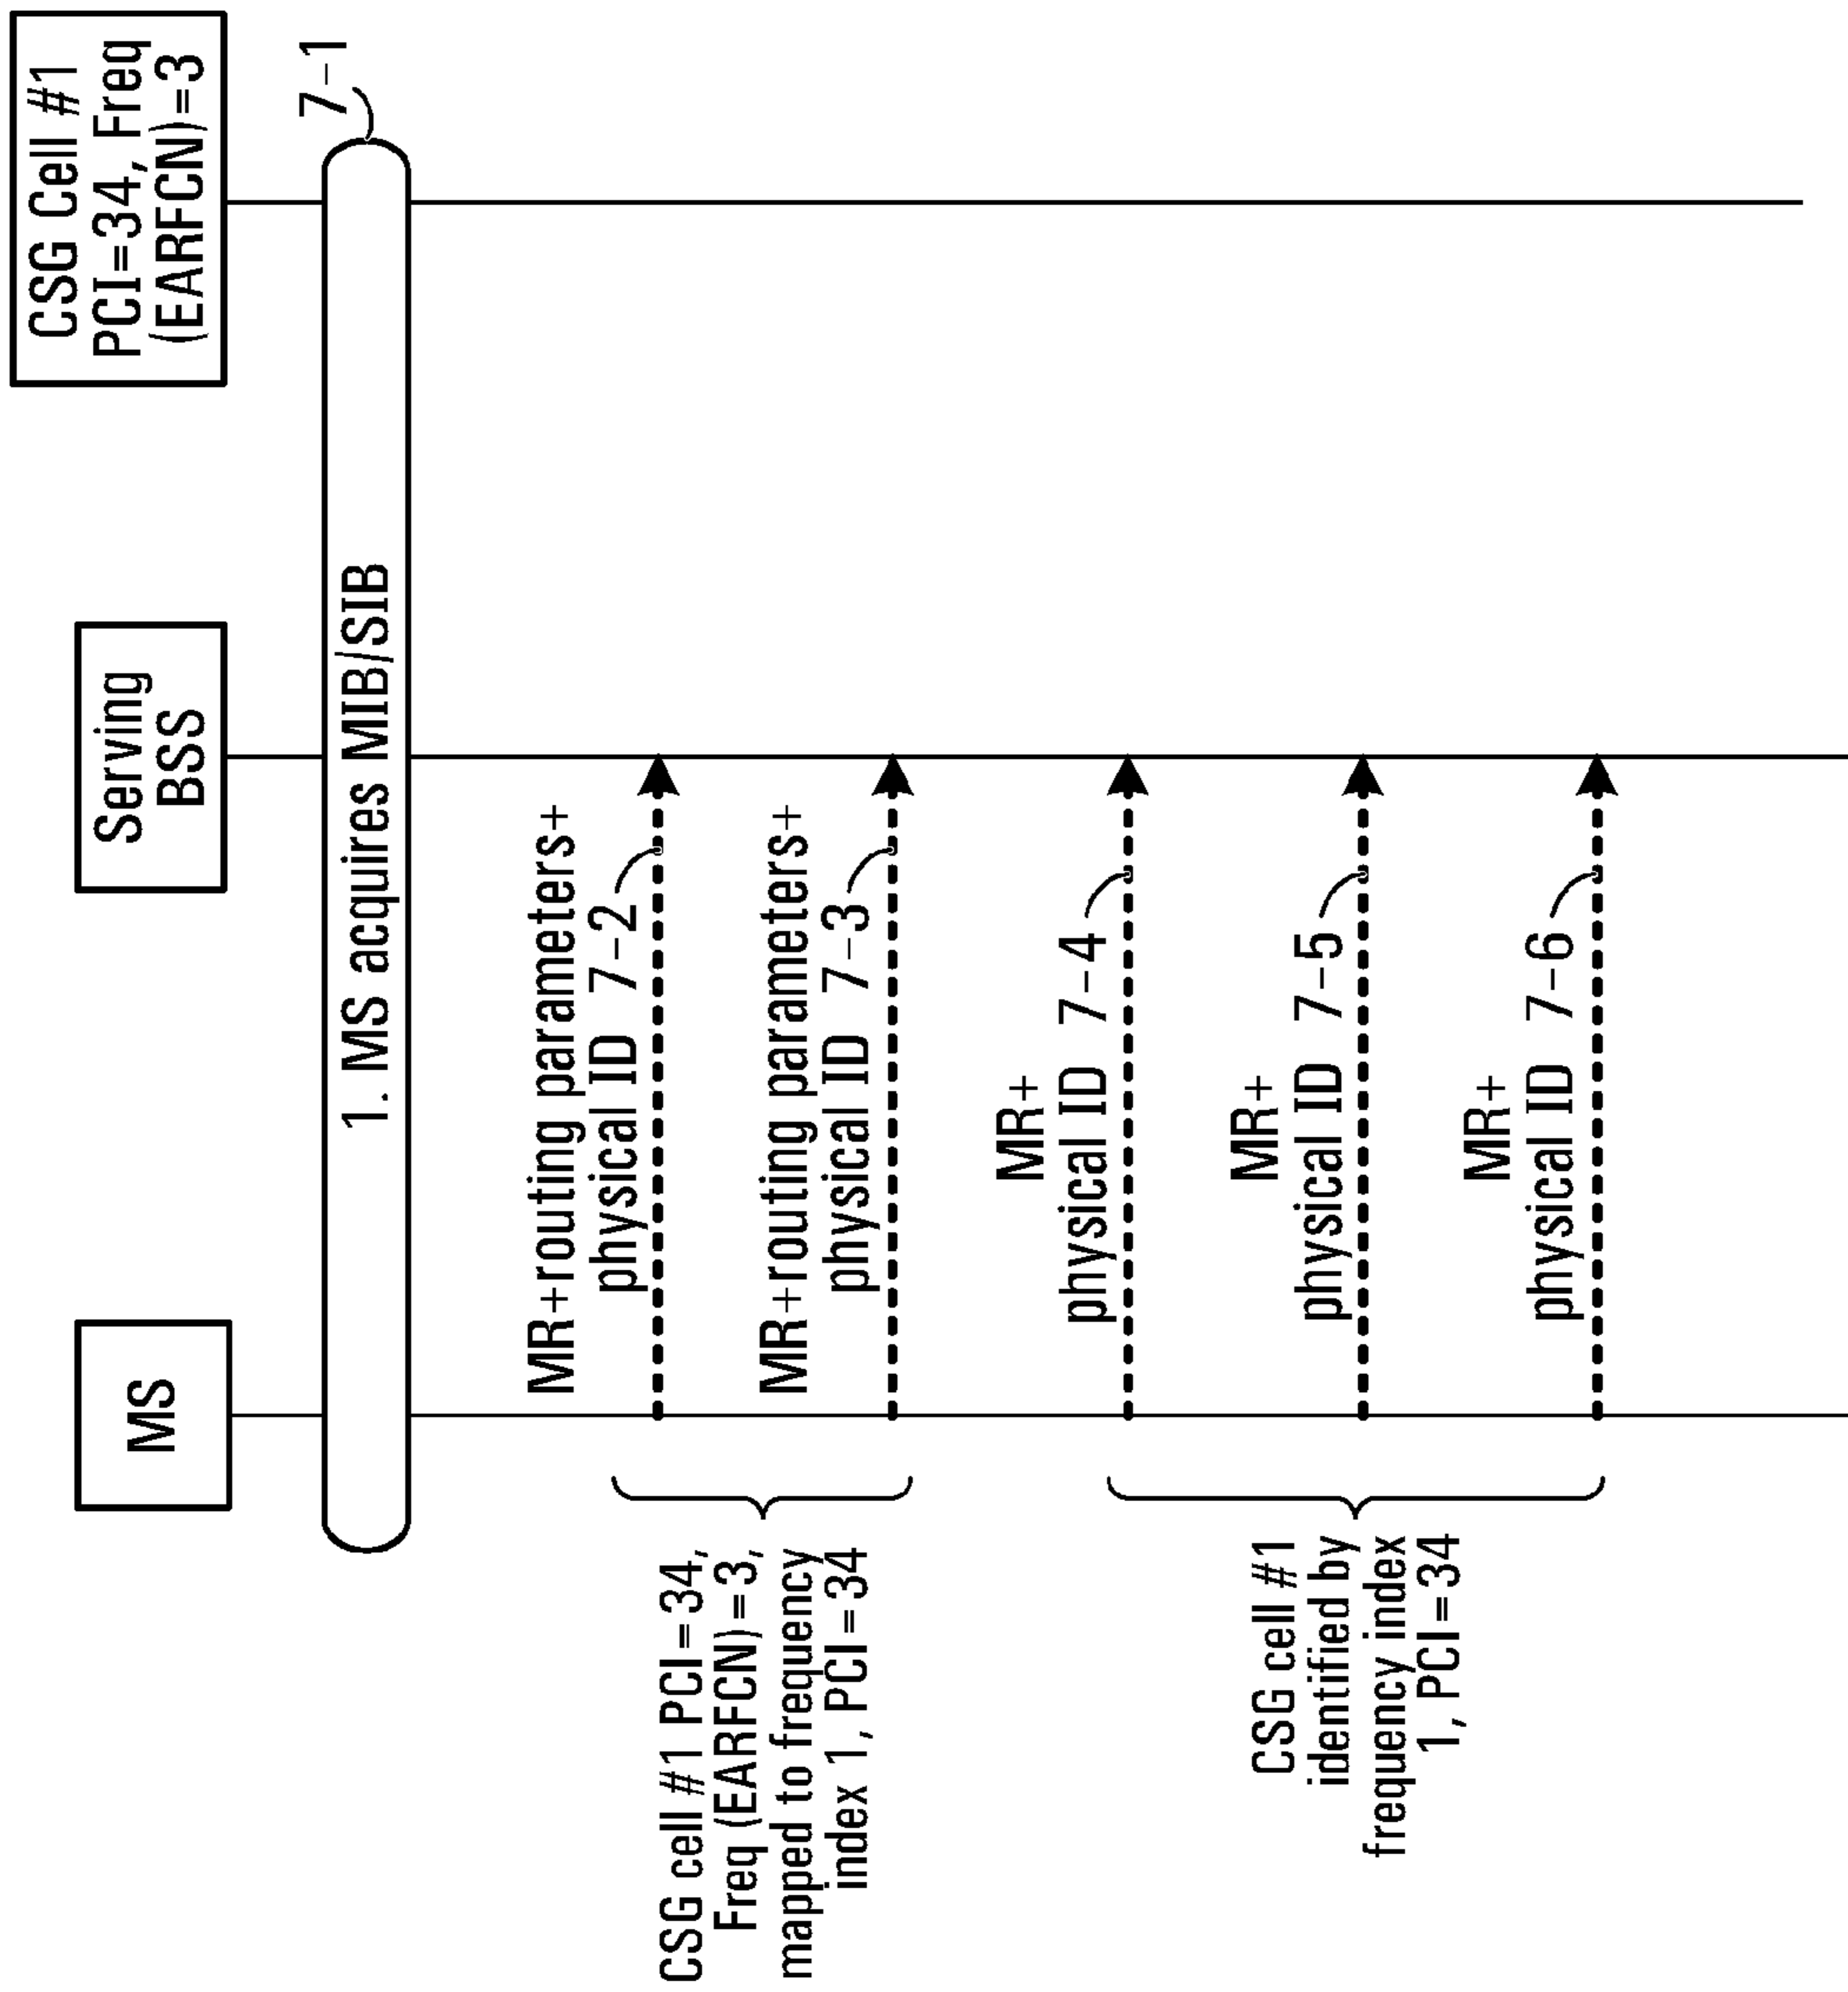 MS
Serving
BSS
CSG Cell #1
PCI=34, Freq
(EARFCN)=3
7-1
1. MS acquires MIB/SIB
MR+routing parameters+
physical ID 7-2
MR+routing parameters+
physical ID 7-3
CSG cell #1 PCI=34,
Freq (EARFCN)=3,
mapped to frequency
index 1, PCI=34
MR+
physical ID 7-4
MR+
physical ID 7-5
MR+
physical ID 7-6
CSG cell #1
identified by
frequency index
1, PCI=34